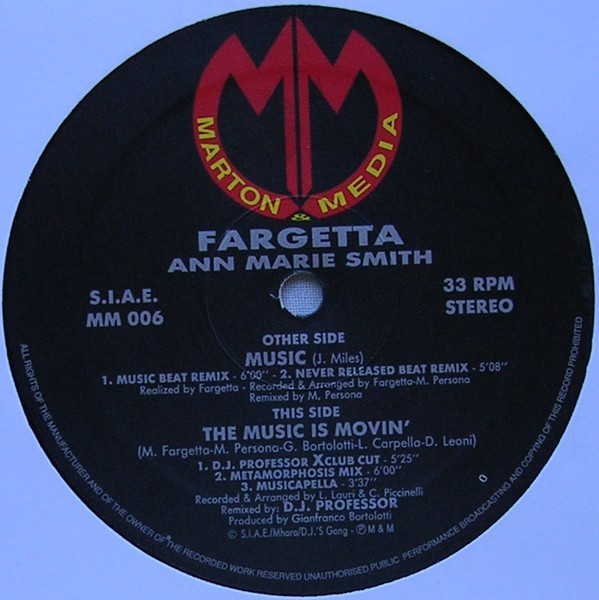 MARTON & MEDIA
FARGETTA
ANN MARIE SMITH
S.I.A.E.
MM 006
33 RPM
STEREO
OTHER SIDE
MUSIC (J. Miles)
1. MUSIC BEAT REMIX - 6'00" - 2. NEVER RELEASED BEAT REMIX - 5'08"
Realized by Fargetta - Recorded & Arranged by Fargetta-M. Persona
Remixed by M. Persona
THIS SIDE
THE MUSIC IS MOVIN'
(M. Fargetta-M. Persona-G. Bortolotti-L. Carpella-D. Leoni)
1. D.J. PROFESSOR XCLUB CUT - 5'25"
2. METAMORPHOSIS MIX - 6'00"
3. MUSICAPELLA - 3'37"
Recorded & Arranged by L. Lauri & C. Piccinelli
Remixed by: D.J. PROFESSOR
Produced by Gianfranco Bortolotti
© S.I.A.E./Mharo/D.J.'S Gang - ℗ M & M
ALL RIGHTS OF THE MANUFACTURER AND OF THE OWNER OF THE RECORDED WORK RESERVED UNAUTHORISED PUBLIC PERFORMANCE BROADCASTING AND COPYING OF THIS RECORD PROHIBITED